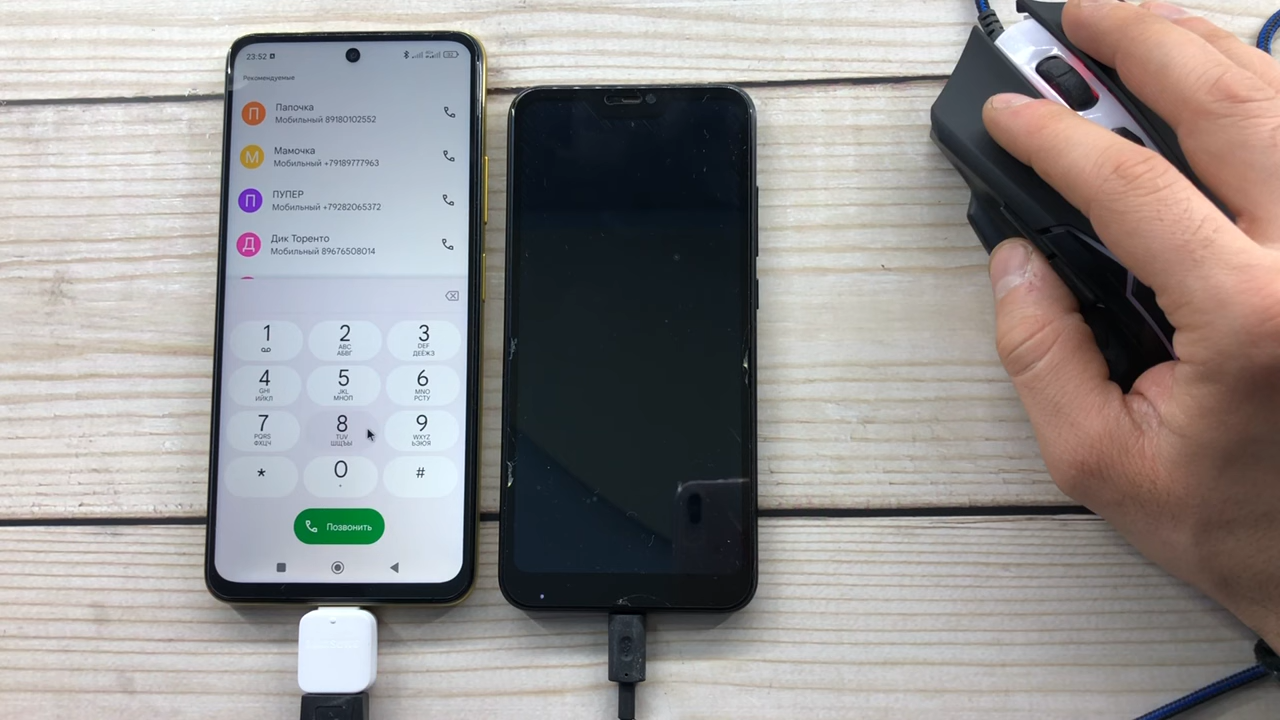 23:52
Рекомендуемые
П Папочка
Мобильный 89180102552
М Мамочка
Мобильный +79189777963
П ПУПЕР
Мобильный +79282065372
Д Дик Торенто
Мобильный 89676508014
1 2 3
ABC DEF
АБВГ ДЕЁЖЗ
4 5 6
GHI JKL MNO
ИЙКЛ МНОП РСТУ
7 8 9
PQRS TUV WXYZ
ФХЦЧ ШЩЪЫ ЬЭЮЯ
* 0 #
Позвонить